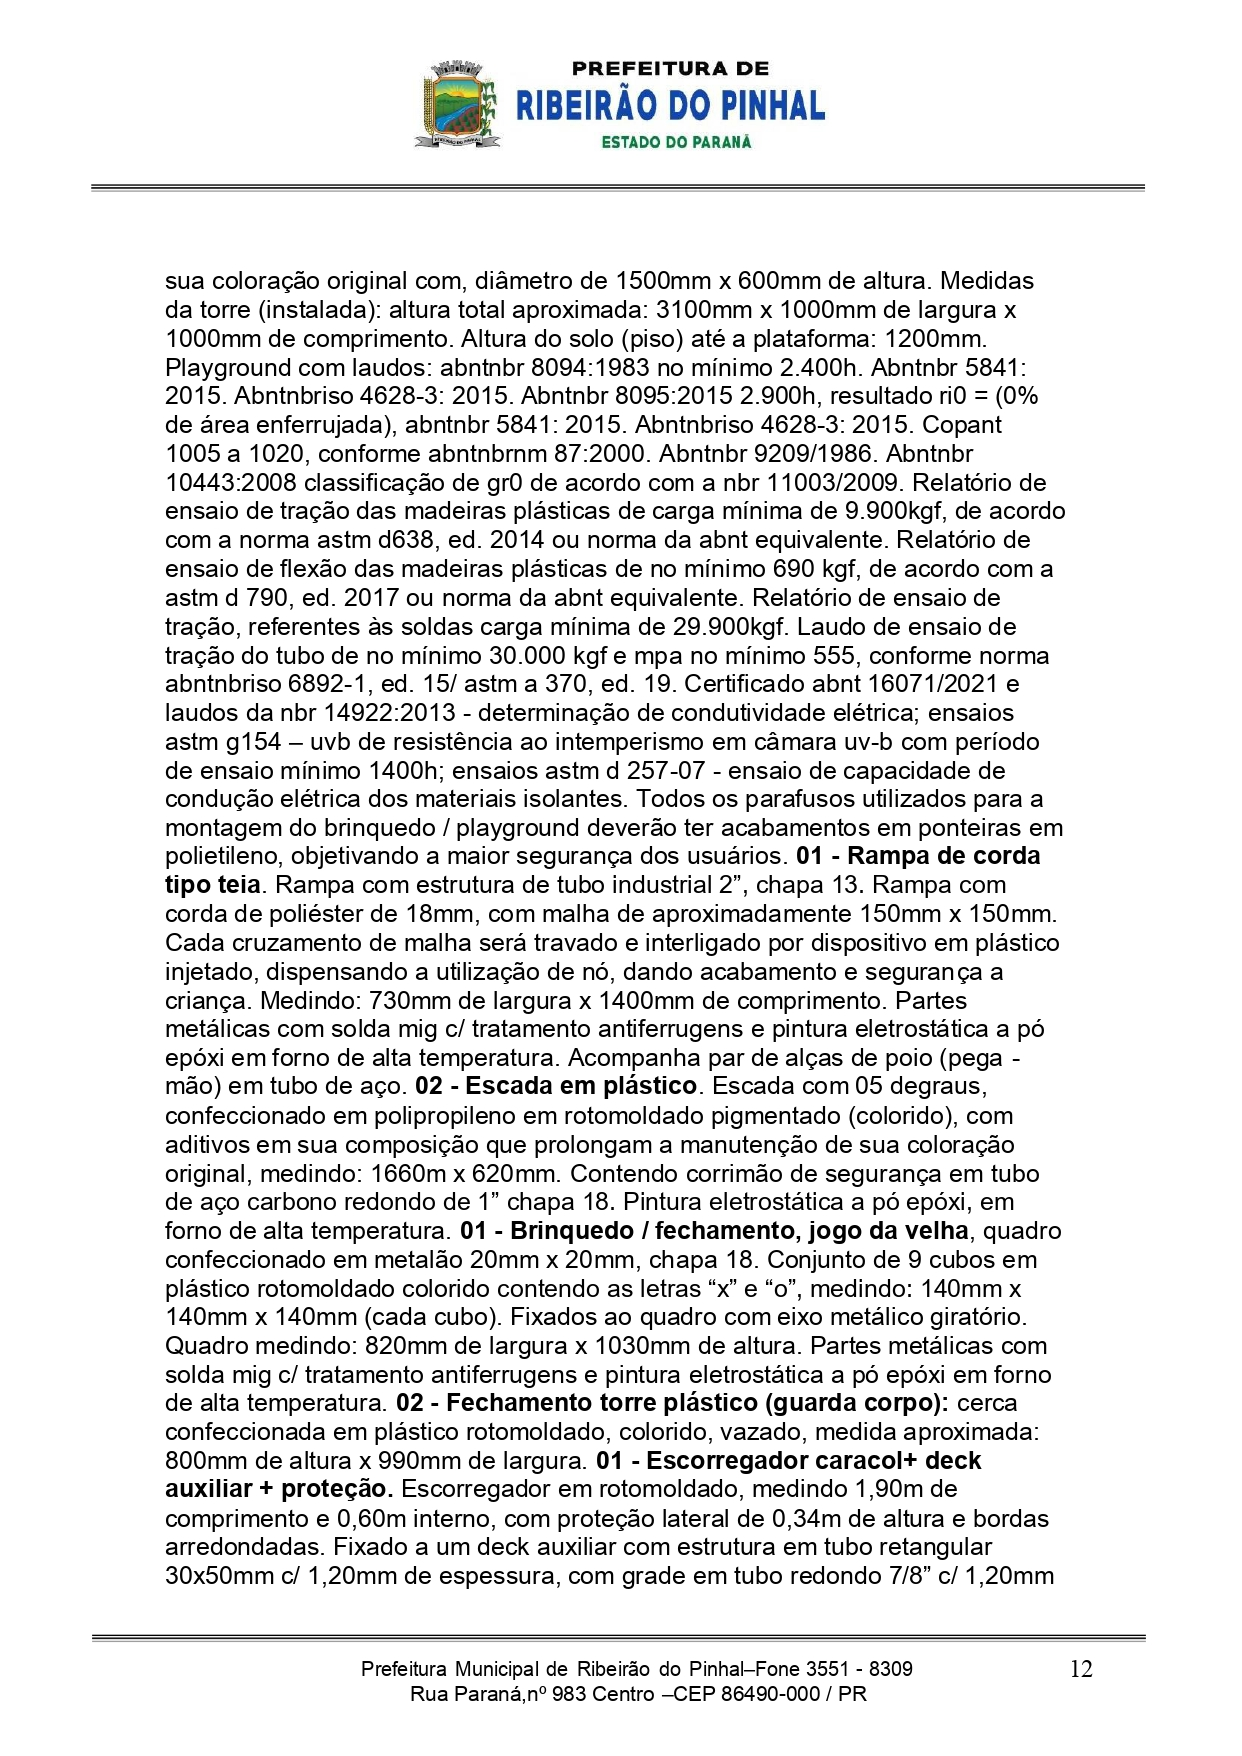 PREFEITURA DE
RIBEIRÃO DO PINHAL
ESTADO DO PARANÁ
RIBEIRÃO DO PINHAL
sua coloração original com, diâmetro de 1500mm x 600mm de altura. Medidas
da torre (instalada): altura total aproximada: 3100mm x 1000mm de largura x
1000mm de comprimento. Altura do solo (piso) até a plataforma: 1200mm.
Playground com laudos: abntnbr 8094:1983 no mínimo 2.400h. Abntnbr 5841:
2015. Abntnbriso 4628-3: 2015. Abntnbr 8095:2015 2.900h, resultado ri0 = (0%
de área enferrujada), abntnbr 5841: 2015. Abntnbriso 4628-3: 2015. Copant
1005 a 1020, conforme abntnbrnm 87:2000. Abntnbr 9209/1986. Abntnbr
10443:2008 classificação de gr0 de acordo com a nbr 11003/2009. Relatório de
ensaio de tração das madeiras plásticas de carga mínima de 9.900kgf, de acordo
com a norma astm d638, ed. 2014 ou norma da abnt equivalente. Relatório de
ensaio de flexão das madeiras plásticas de no mínimo 690 kgf, de acordo com a
astm d 790, ed. 2017 ou norma da abnt equivalente. Relatório de ensaio de
tração, referentes às soldas carga mínima de 29.900kgf. Laudo de ensaio de
tração do tubo de no mínimo 30.000 kgf e mpa no mínimo 555, conforme norma
abntnbriso 6892-1, ed. 15/ astm a 370, ed. 19. Certificado abnt 16071/2021 e
laudos da nbr 14922:2013 - determinação de condutividade elétrica; ensaios
astm g154 – uvb de resistência ao intemperismo em câmara uv-b com período
de ensaio mínimo 1400h; ensaios astm d 257-07 - ensaio de capacidade de
condução elétrica dos materiais isolantes. Todos os parafusos utilizados para a
montagem do brinquedo / playground deverão ter acabamentos em ponteiras em
polietileno, objetivando a maior segurança dos usuários. 01 - Rampa de corda
tipo teia. Rampa com estrutura de tubo industrial 2”, chapa 13. Rampa com
corda de poliéster de 18mm, com malha de aproximadamente 150mm x 150mm.
Cada cruzamento de malha será travado e interligado por dispositivo em plástico
injetado, dispensando a utilização de nó, dando acabamento e segurança a
criança. Medindo: 730mm de largura x 1400mm de comprimento. Partes
metálicas com solda mig c/ tratamento antiferrugens e pintura eletrostática a pó
epóxi em forno de alta temperatura. Acompanha par de alças de poio (pega -
mão) em tubo de aço. 02 - Escada em plástico. Escada com 05 degraus,
confeccionado em polipropileno em rotomoldado pigmentado (colorido), com
aditivos em sua composição que prolongam a manutenção de sua coloração
original, medindo: 1660m x 620mm. Contendo corrimão de segurança em tubo
de aço carbono redondo de 1” chapa 18. Pintura eletrostática a pó epóxi, em
forno de alta temperatura. 01 - Brinquedo / fechamento, jogo da velha, quadro
confeccionado em metalão 20mm x 20mm, chapa 18. Conjunto de 9 cubos em
plástico rotomoldado colorido contendo as letras “x” e “o”, medindo: 140mm x
140mm x 140mm (cada cubo). Fixados ao quadro com eixo metálico giratório.
Quadro medindo: 820mm de largura x 1030mm de altura. Partes metálicas com
solda mig c/ tratamento antiferrugens e pintura eletrostática a pó epóxi em forno
de alta temperatura. 02 - Fechamento torre plástico (guarda corpo): cerca
confeccionada em plástico rotomoldado, colorido, vazado, medida aproximada:
800mm de altura x 990mm de largura. 01 - Escorregador caracol+ deck
auxiliar + proteção. Escorregador em rotomoldado, medindo 1,90m de
comprimento e 0,60m interno, com proteção lateral de 0,34m de altura e bordas
arredondadas. Fixado a um deck auxiliar com estrutura em tubo retangular
30x50mm c/ 1,20mm de espessura, com grade em tubo redondo 7/8” c/ 1,20mm
Prefeitura Municipal de Ribeirão do Pinhal–Fone 3551 - 8309
12
Rua Paraná,nº 983 Centro –CEP 86490-000 / PR